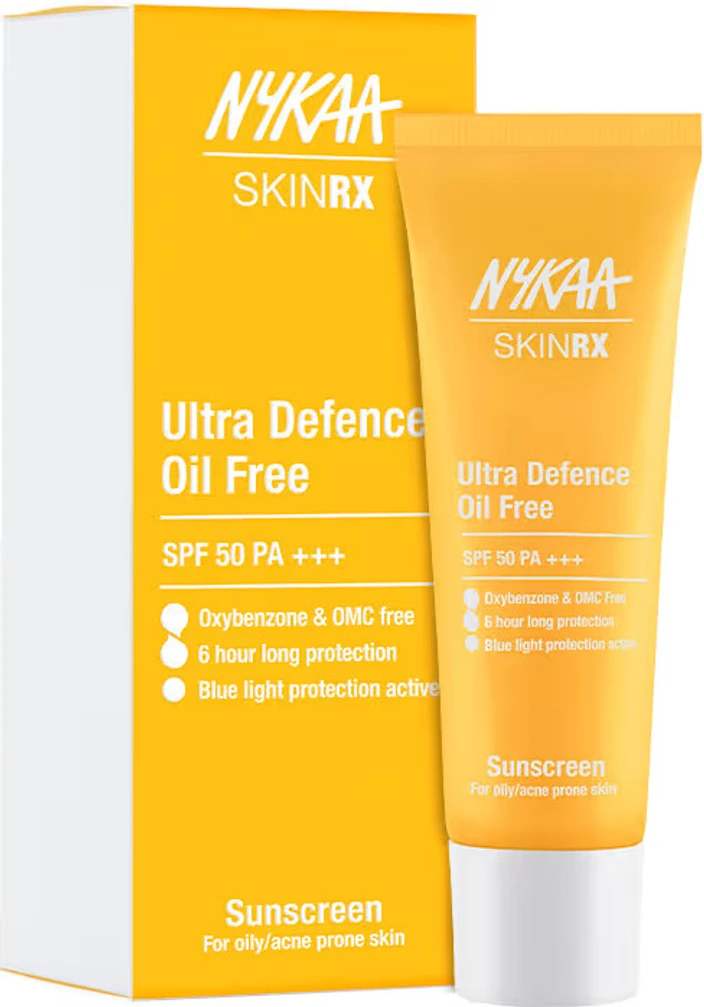 NYKAA
SKINRX
Ultra Defence
Oil Free
SPF 50 PA +++
Oxybenzone & OMC free
6 hour long protection
Blue light protection active
Sunscreen
For oily/acne prone skin
NYKAA
SKINRX
Ultra Defence
Oil Free
SPF 50 PA +++
Oxybenzone & OMC Free
6 hour long protection
Blue light protection active
Sunscreen
For oily/acne prone skin